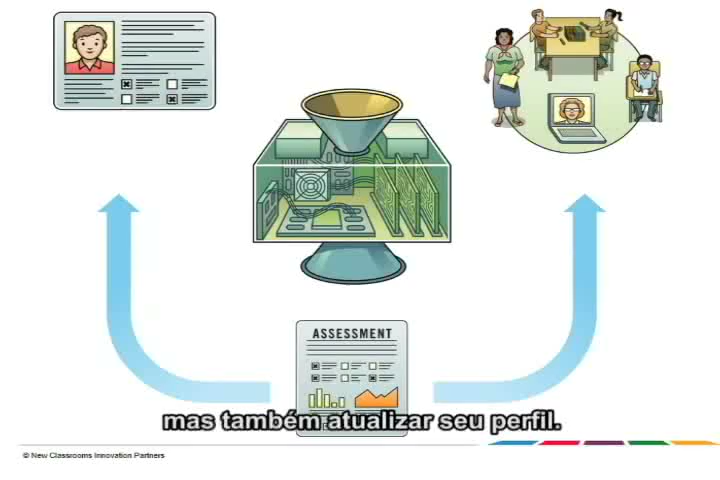 ASSESSMENT
mas também atualizar seu perfil.
© New Classrooms Innovation Partners